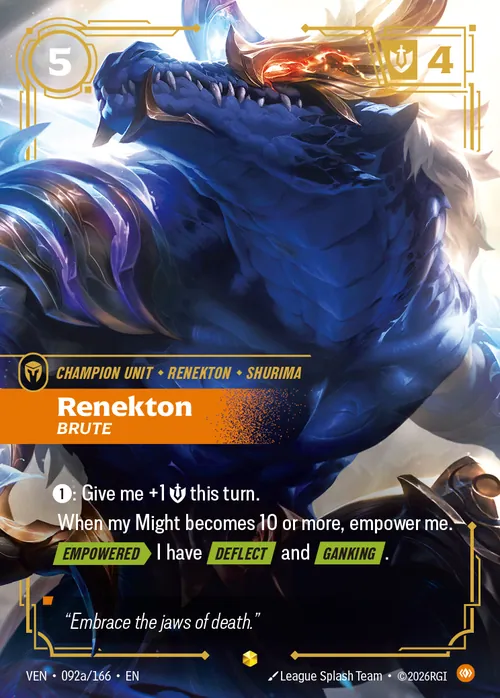 5
4
CHAMPION UNIT • RENEKTON • SHURIMA
Renekton
BRUTE
1: Give me +1 this turn.
When my Might becomes 10 or more, empower me.
EMPOWERED I have DEFLECT and GANKING.
“Embrace the jaws of death.”
VEN • 092a/166 • EN
League Splash Team • ©2026RGI